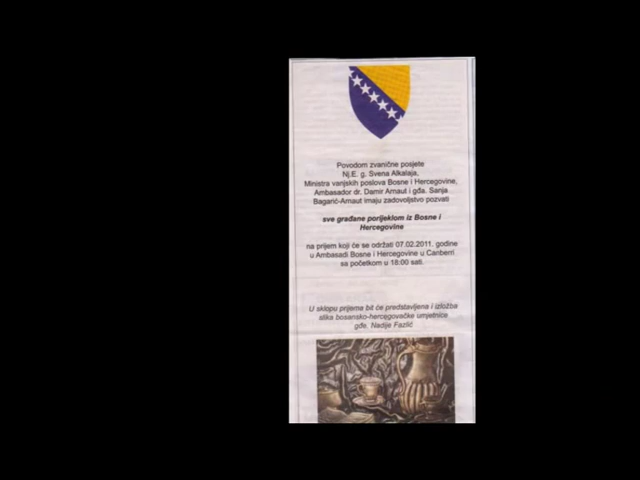 Povodom zvanične posjete
Nj.E. g. Svena Alkalaja,
Ministra vanjskih poslova Bosne i Hercegovine,
Ambasador dr. Damir Arnaut i gđa. Sanja
Bagarić-Arnaut imaju zadovoljstvo pozvati
sve građane porijeklom iz Bosne i
Hercegovine
na prijem koji će se održati 07.02.2011. godine
u Ambasadi Bosne i Hercegovine u Canberri
sa početkom u 18:00 sati.
U sklopu prijema bit će predstavljena i izložba
slika bosansko-hercegovačke umjetnice
gđe. Nadije Fazlić